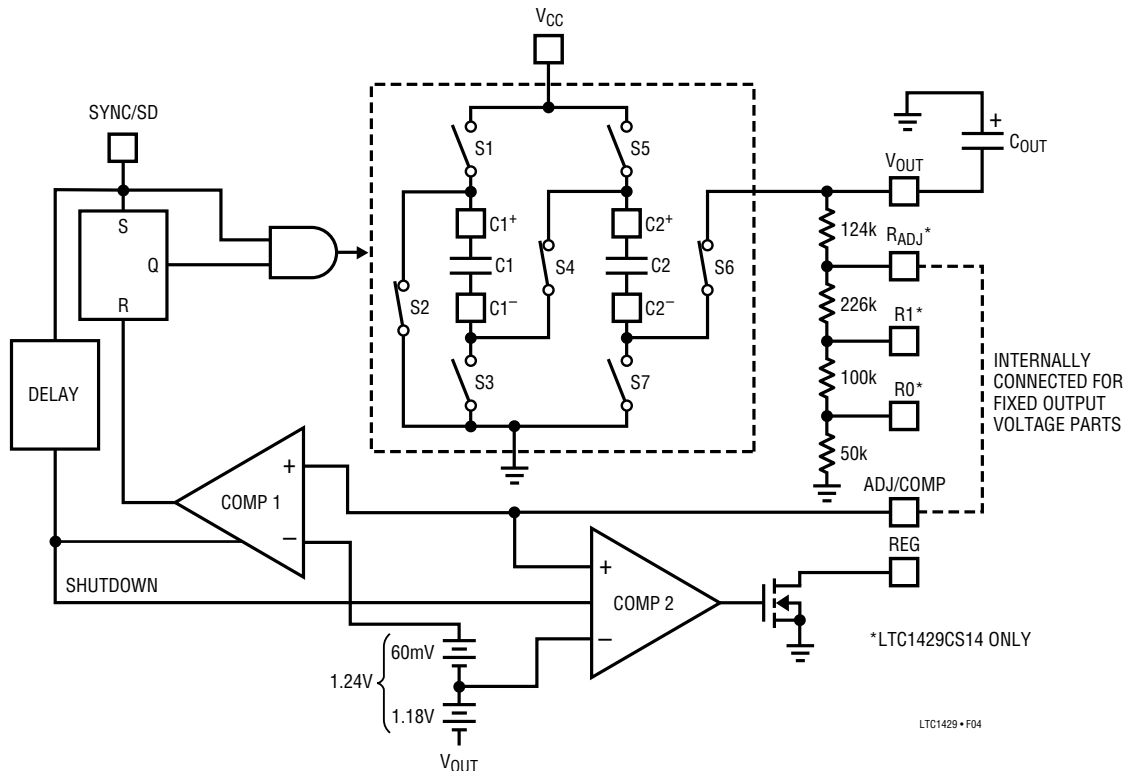 VCC
SYNC/SD
S1
S5
+
COUT
VOUT
S
C1+
C2+
124k
RADJ*
Q
S4
C1
C2
S6
R
S2
C1–
C2–
226k
R1*
INTERNALLY
CONNECTED FOR
FIXED OUTPUT
VOLTAGE PARTS
DELAY
S3
S7
100k
R0*
50k
COMP 1
+
–
ADJ/COMP
REG
SHUTDOWN
+
COMP 2
–
*LTC1429CS14 ONLY
60mV
1.24V
1.18V
VOUT
LTC1429 • F04